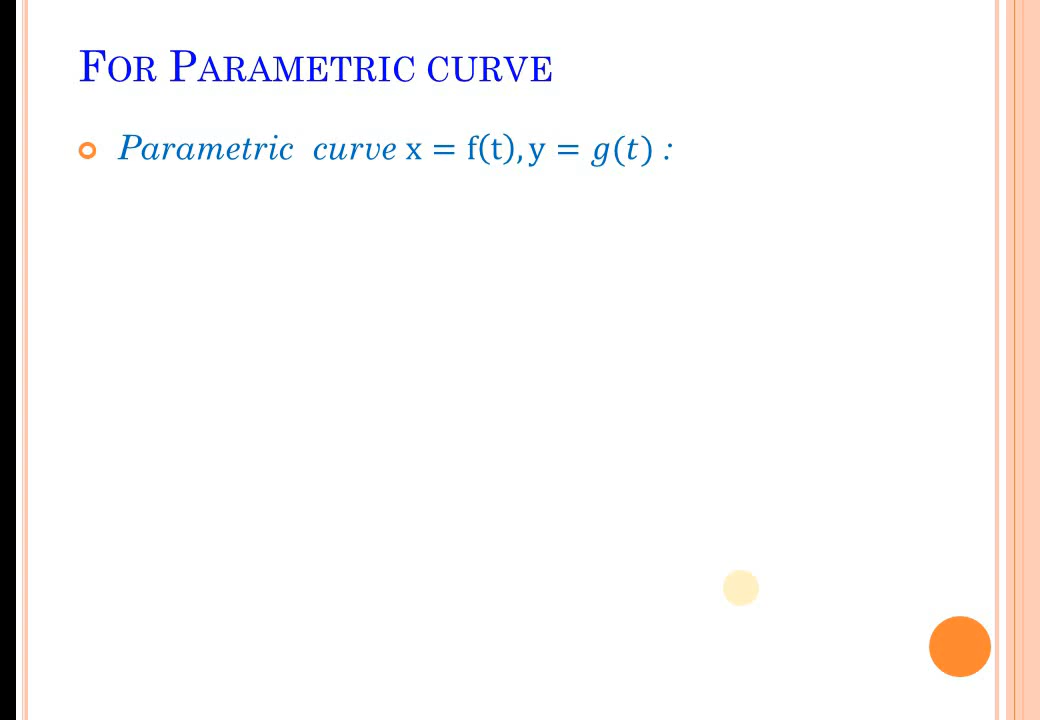 FOR PARAMETRIC CURVE
Parametric curve x = f(t), y = g(t) :